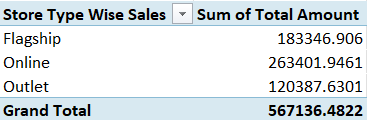 Store Type Wise Sales Sum of Total Amount
Flagship 183346.906
Online 263401.9461
Outlet 120387.6301
Grand Total 567136.4822